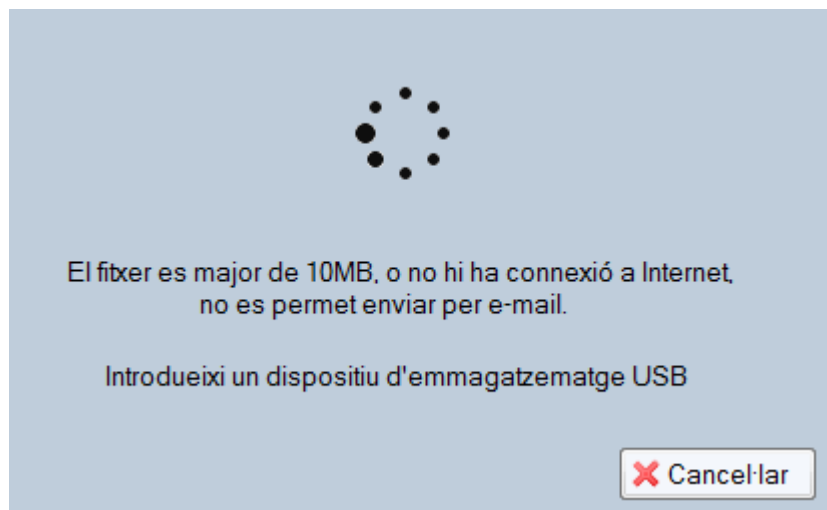 El fitxer es major de 10MB, o no hi ha connexió a Internet,
no es permet enviar per e-mail.
Introdueixi un dispositiu d'emmagatzematge USB
Cancel·lar